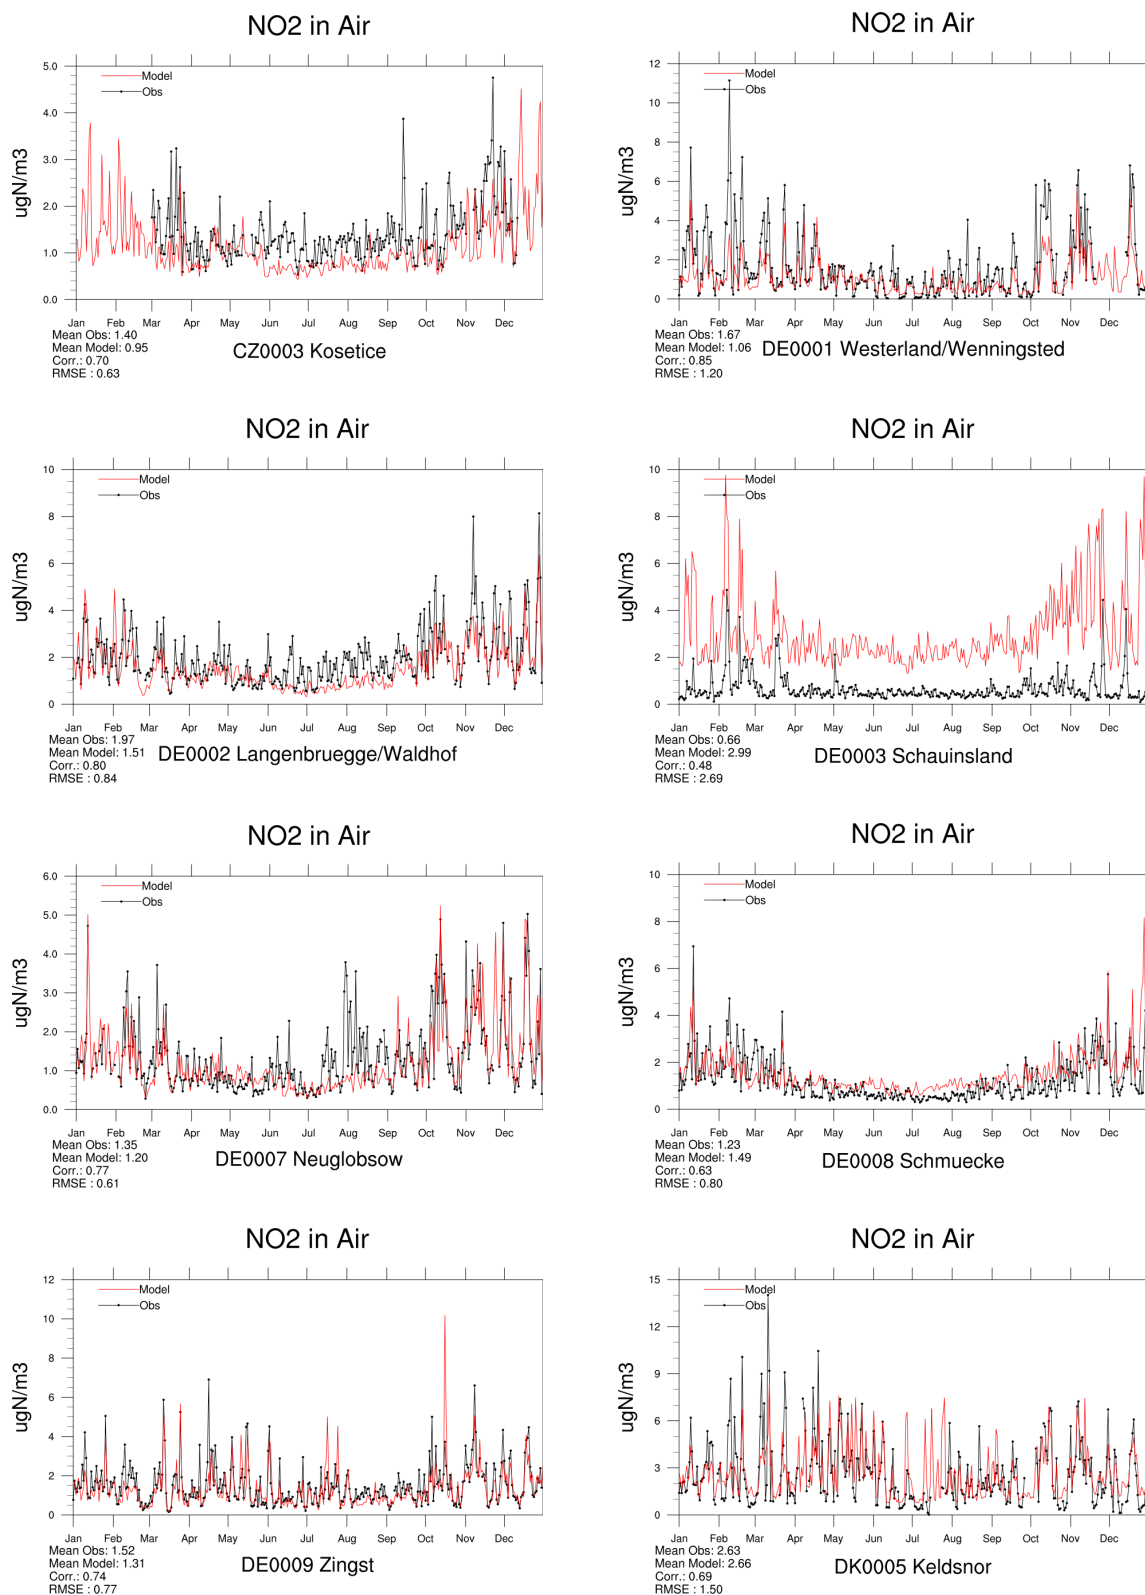 NO2 in Air
5.0
4.0
3.0
2.0
1.0
0.0
ugN/m3
Model
Obs
Jan Feb Mar Apr May Jun Jul Aug Sep Oct Nov Dec
Mean Obs: 1.40
Mean Model: 0.95
Corr.: 0.70
RMSE : 0.63
CZ0003 Kosetice
NO2 in Air
12
10
8
6
4
2
0
ugN/m3
Model
Obs
Jan Feb Mar Apr May Jun Jul Aug Sep Oct Nov Dec
Mean Obs: 1.67
Mean Model: 1.06
Corr.: 0.85
RMSE : 1.20
DE0001 Westerland/Wenningsted
NO2 in Air
10
8
6
4
2
0
ugN/m3
Model
Obs
Jan Feb Mar Apr May Jun Jul Aug Sep Oct Nov Dec
Mean Obs: 1.97
Mean Model: 1.51
Corr.: 0.80
RMSE : 0.84
DE0002 Langenbruegge/Waldhof
NO2 in Air
10
8
6
4
2
0
ugN/m3
Model
Obs
Jan Feb Mar Apr May Jun Jul Aug Sep Oct Nov Dec
Mean Obs: 0.66
Mean Model: 2.99
Corr.: 0.48
RMSE : 2.69
DE0003 Schauinsland
NO2 in Air
6.0
5.0
4.0
3.0
2.0
1.0
0.0
ugN/m3
Model
Obs
Jan Feb Mar Apr May Jun Jul Aug Sep Oct Nov Dec
Mean Obs: 1.35
Mean Model: 1.20
Corr.: 0.77
RMSE : 0.61
DE0007 Neuglobsow
NO2 in Air
10
8
6
4
2
0
ugN/m3
Model
Obs
Jan Feb Mar Apr May Jun Jul Aug Sep Oct Nov Dec
Mean Obs: 1.23
Mean Model: 1.49
Corr.: 0.63
RMSE : 0.80
DE0008 Schmuecke
NO2 in Air
12
10
8
6
4
2
0
ugN/m3
Model
Obs
Jan Feb Mar Apr May Jun Jul Aug Sep Oct Nov Dec
Mean Obs: 1.52
Mean Model: 1.31
Corr.: 0.74
RMSE : 0.77
DE0009 Zingst
NO2 in Air
15
12
9
6
3
0
ugN/m3
Model
Obs
Jan Feb Mar Apr May Jun Jul Aug Sep Oct Nov Dec
Mean Obs: 2.63
Mean Model: 2.66
Corr.: 0.69
RMSE : 1.50
DK0005 Keldsnor